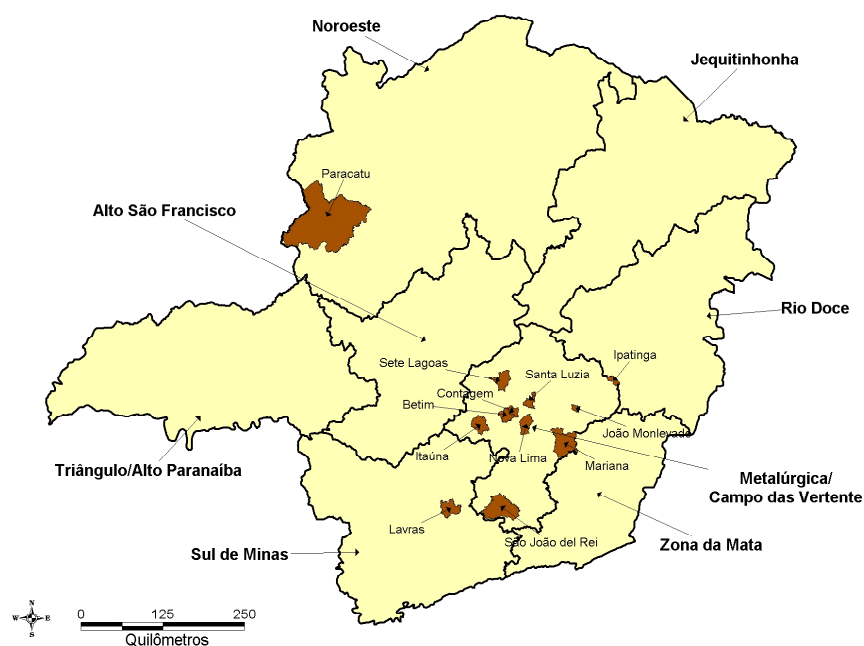 Noroeste
Jequitinhonha
Paracatu
Alto São Francisco
Rio Doce
Sete Lagoas
Ipatinga
Santa Luzia
Contagem
Betim
João Monlevade
Itaúna
Nova Lima
Mariana
Triângulo/Alto Paranaíba
Metalúrgica/
Campo das Vertente
Lavras
São João del Rei
Sul de Minas
Zona da Mata
N
W E
S
0 125 250
Quilômetros